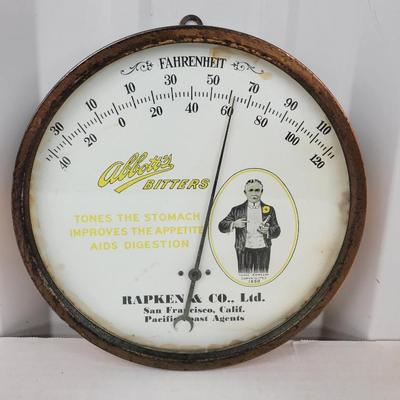 FAHRENHEIT
30 10 10 30 50 70 90 110
40 20 0 20 40 60 80 100 120
Abbott's
BITTERS
TONES THE STOMACH
IMPROVES THE APPETITE
AIDS DIGESTION
RAPKEN & CO., Ltd.
San Francisco, Calif.
Pacific Coast Agents